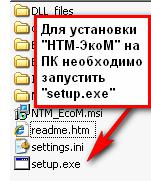 DLL_files
Для установки
"НТМ-ЭкоМ" на
ПК необходимо
запустить
"setup.exe"
NTM_EcoM.msi
readme.htm
settings.ini
setup.exe